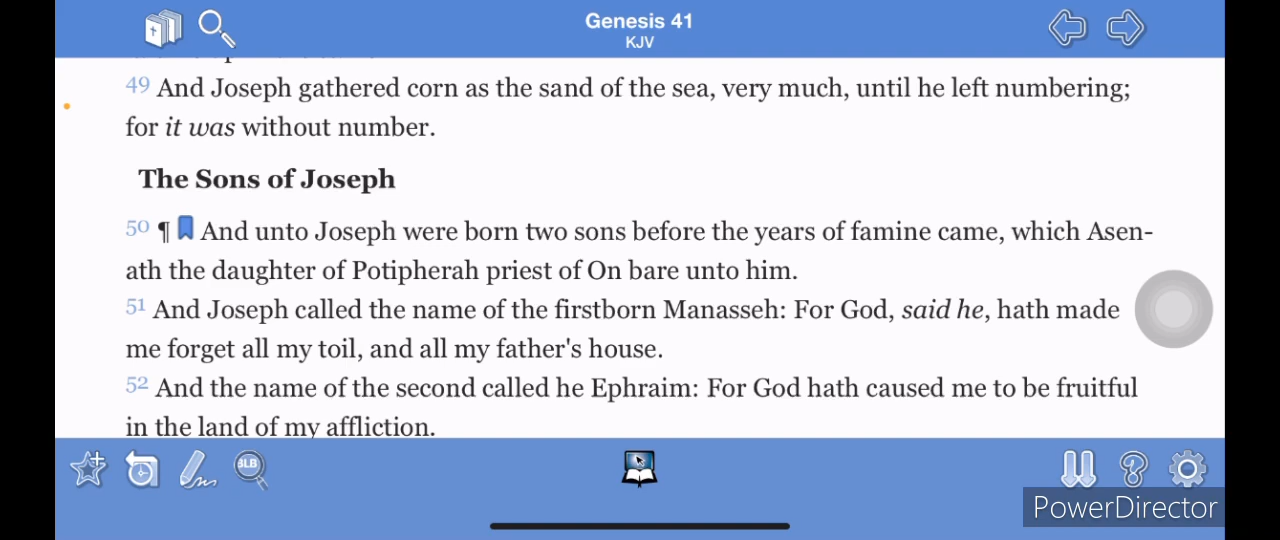 Genesis 41
KJV
49 And Joseph gathered corn as the sand of the sea, very much, until he left numbering;
for it was without number.
The Sons of Joseph
50 ¶ And unto Joseph were born two sons before the years of famine came, which Asen-
ath the daughter of Potipherah priest of On bare unto him.
51 And Joseph called the name of the firstborn Manasseh: For God, said he, hath made
me forget all my toil, and all my father's house.
52 And the name of the second called he Ephraim: For God hath caused me to be fruitful
in the land of my affliction.
BLB
PowerDirector